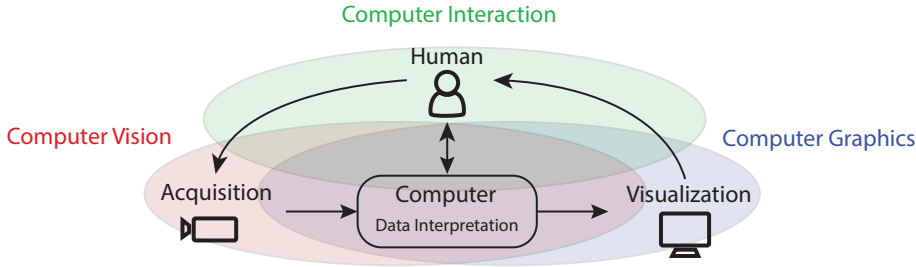 Computer Interaction
Human
Computer Vision
Computer Graphics
Acquisition
Computer
Visualization
Data Interpretation